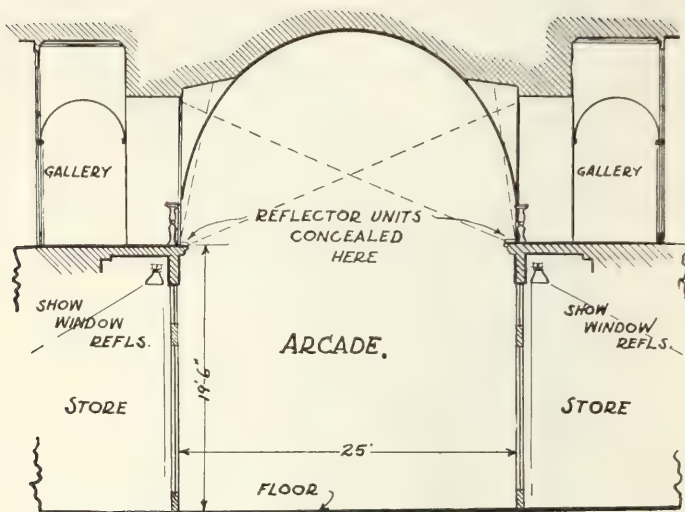 GALLERY
GALLERY
REFLECTOR UNITS
CONCEALED
HERE
SHOW
WINDOW
REFLS.
SHOW
WINDOW
REFLS.
ARCADE.
19'-6"
STORE
STORE
25'
FLOOR